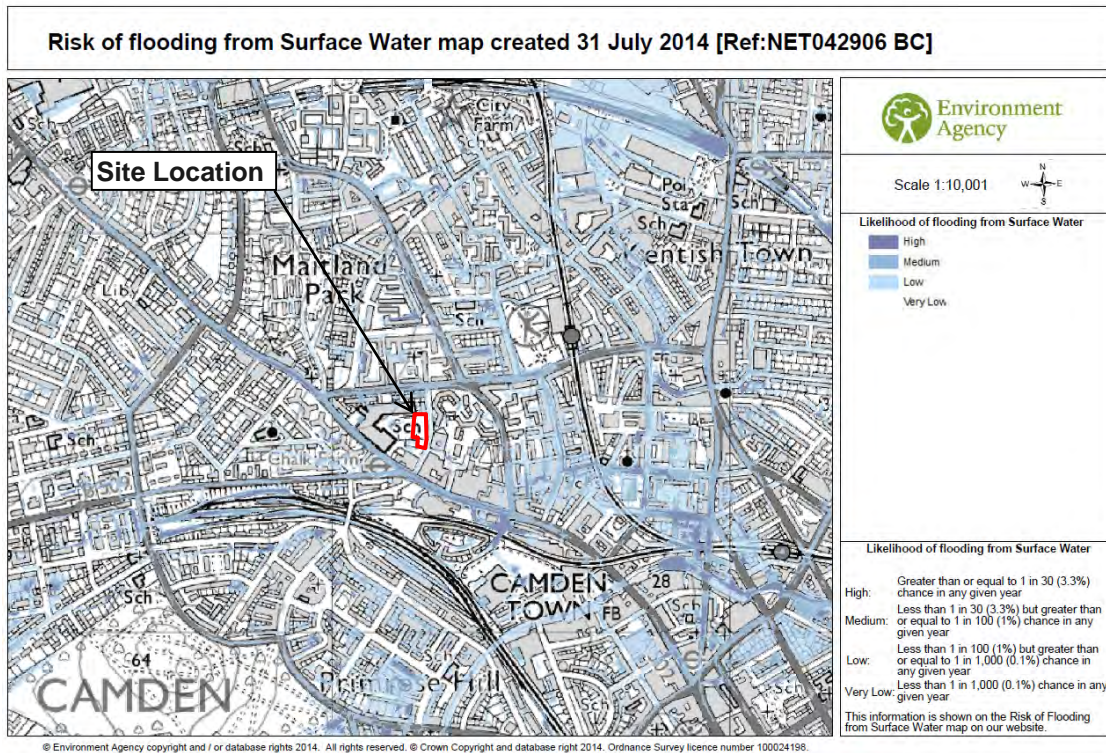 Risk of flooding from Surface Water map created 31 July 2014 [Ref:NET042906 BC]
Environment
Agency
Scale 1:10,001
N
W
E
S
Likelihood of flooding from Surface Water
High
Medium
Low
Very Low
Sch
City
Farm
Sch
Site Location
Pol
Sta
Sch
Sch
Maitland
Park
Kentish Town
Lib
Sch
Sch
Sch
Chalk Farm
CAMDEN
TOWN
FB
28
Sch
Sch
64
CAMDEN
Primrose Hill
Likelihood of flooding from Surface Water
High: Greater than or equal to 1 in 30 (3.3%)
chance in any given year
Medium: Less than 1 in 30 (3.3%) but greater than
or equal to 1 in 100 (1%) chance in any
given year
Low: Less than 1 in 100 (1%) but greater than
or equal to 1 in 1,000 (0.1%) chance in
any given year
Very Low: Less than 1 in 1,000 (0.1%) chance in any
given year
This information is shown on the Risk of Flooding
from Surface Water map on our website.
© Environment Agency copyright and / or database rights 2014. All rights reserved. © Crown Copyright and database right 2014. Ordnance Survey licence number 100024198.